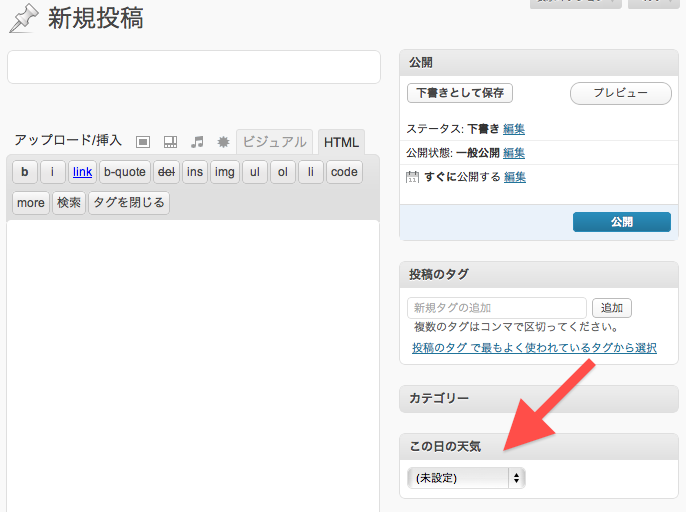 新規投稿
アップロード/挿入
ビジュアル
HTML
b
i
link
b-quote
del
ins
img
ul
ol
li
code
more
検索
タグを閉じる
公開
下書きとして保存
プレビュー
ステータス: 下書き 編集
公開状態: 一般公開 編集
すぐに公開する 編集
公開
投稿のタグ
新規タグの追加
追加
複数のタグはコンマで区切ってください。
投稿のタグ で最もよく使われているタグから選択
カテゴリー
この日の天気
(未設定)